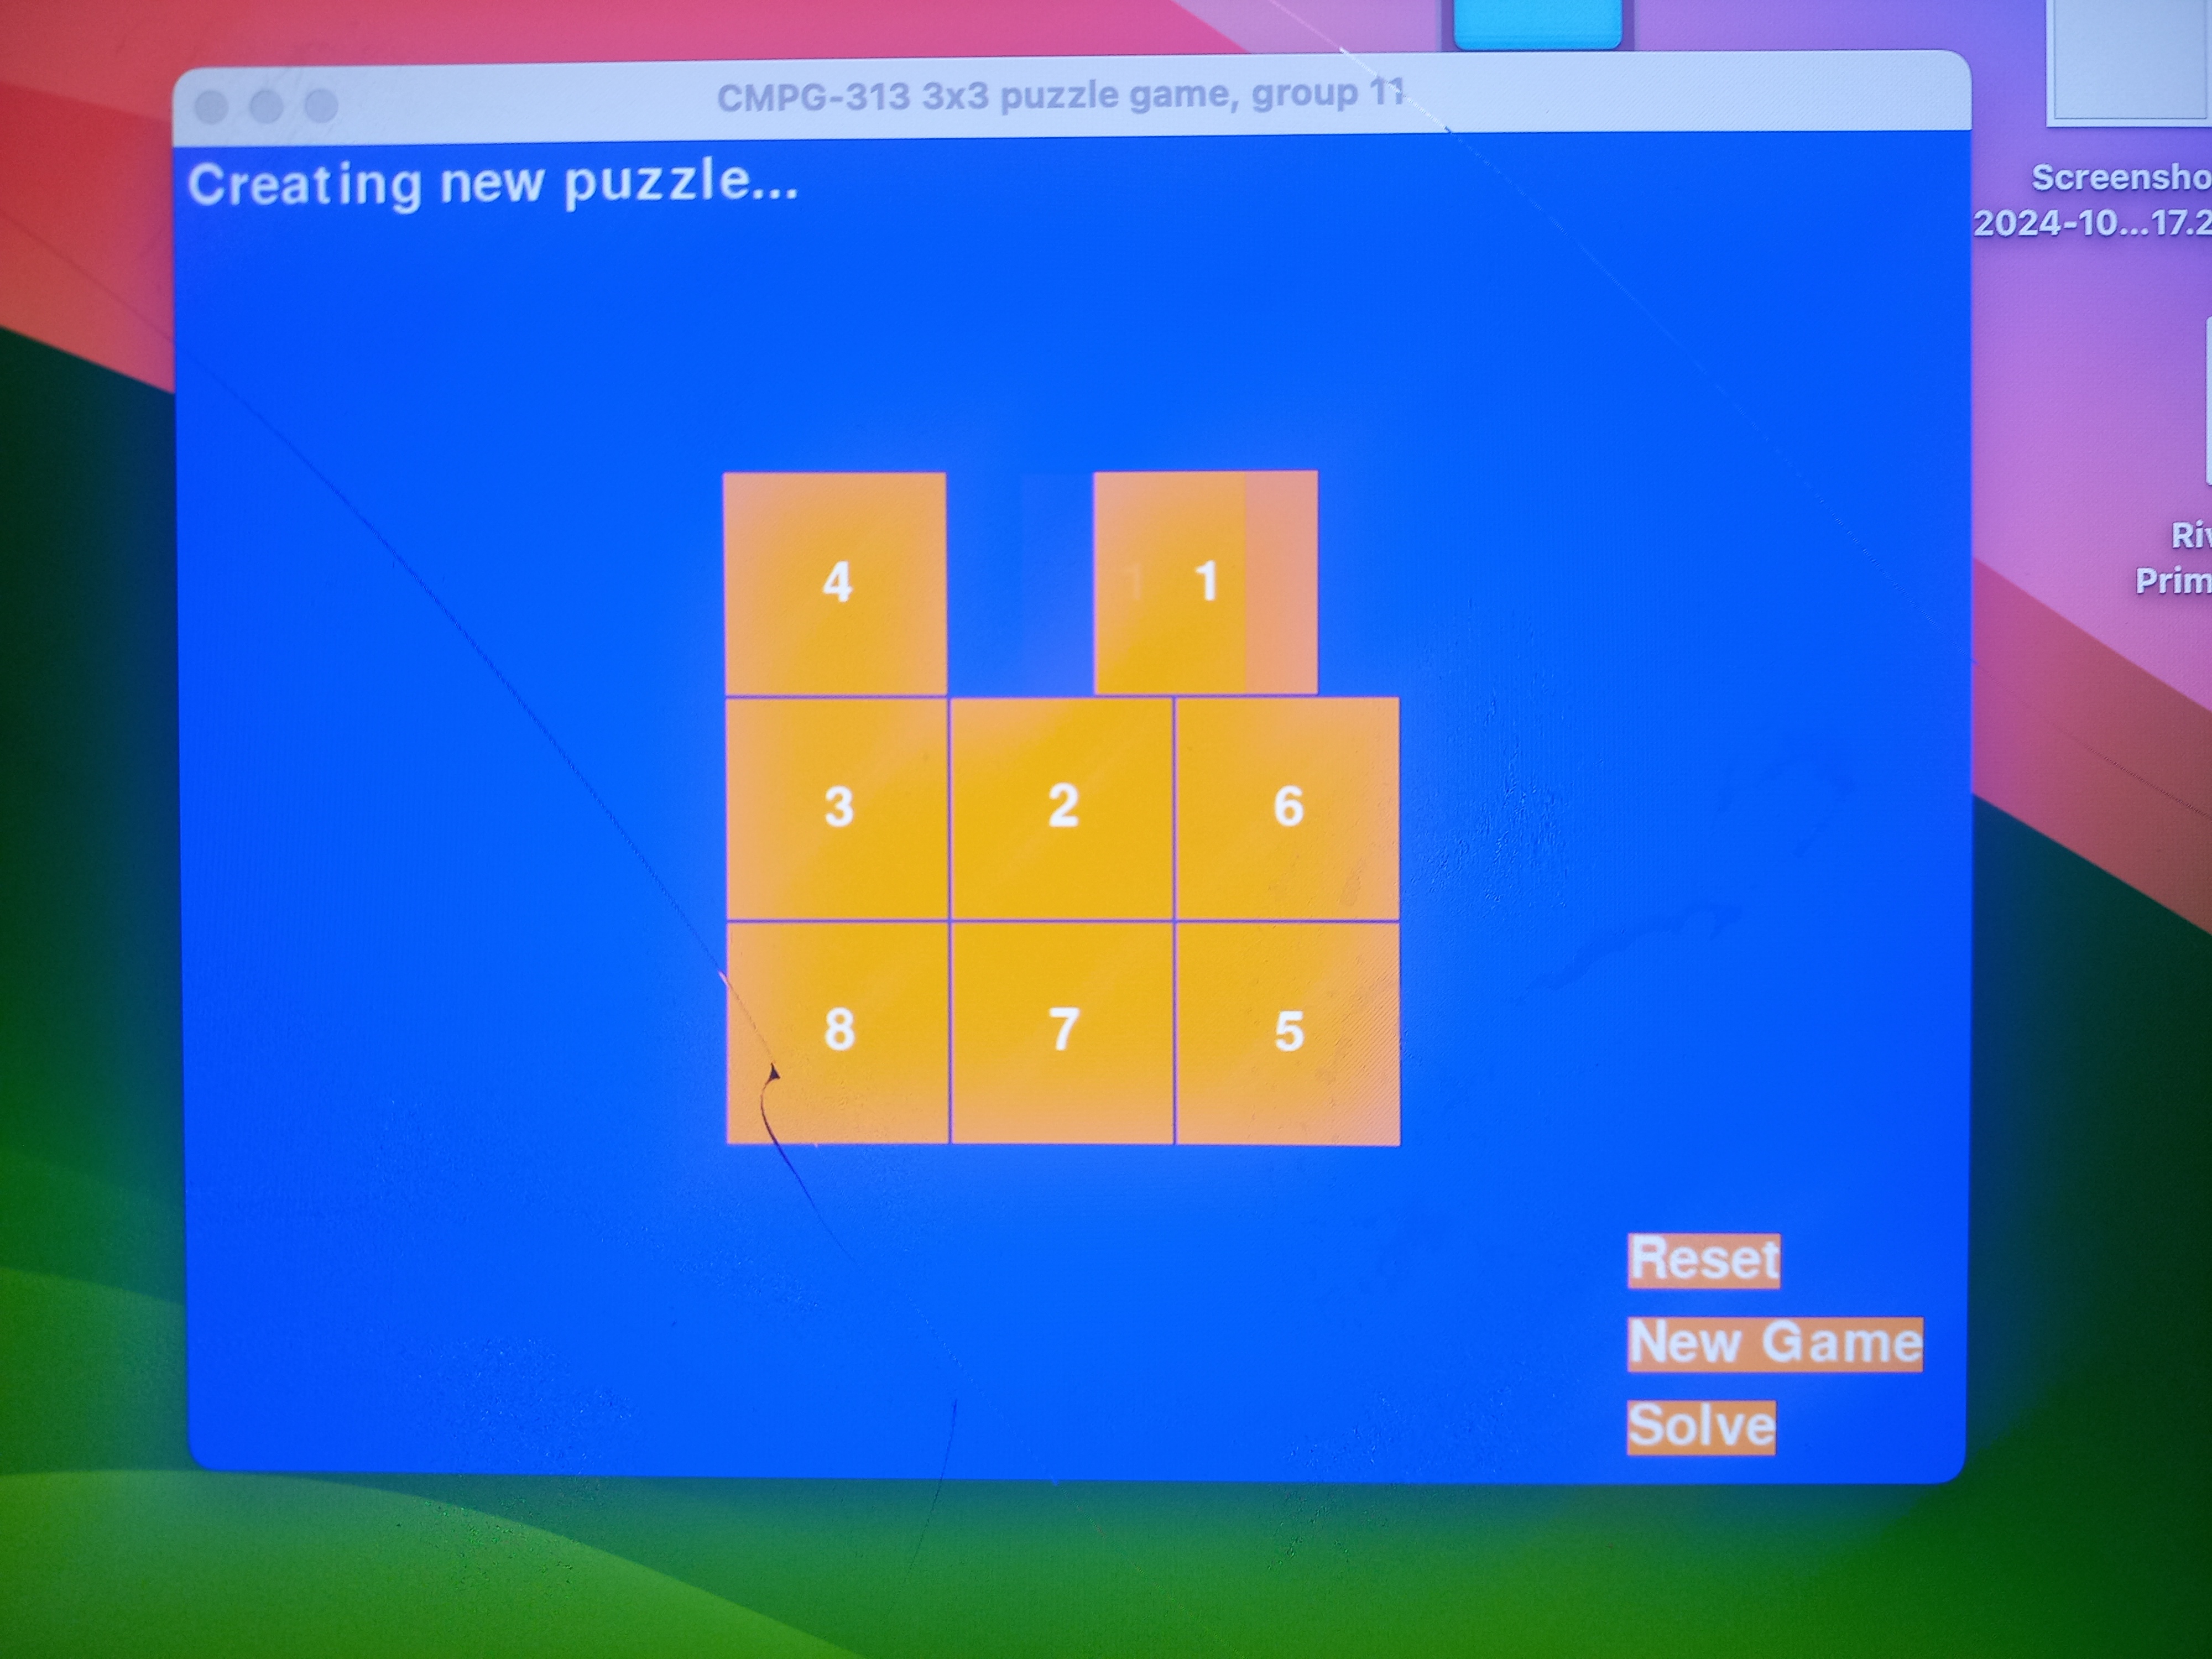 CMPG-313 3x3 puzzle game, group 11
Creating new puzzle...
Screensho
2024-10...17.2
4 1
Ri
Prim
3 2 6
8 7 5
Reset
New Game
Solve